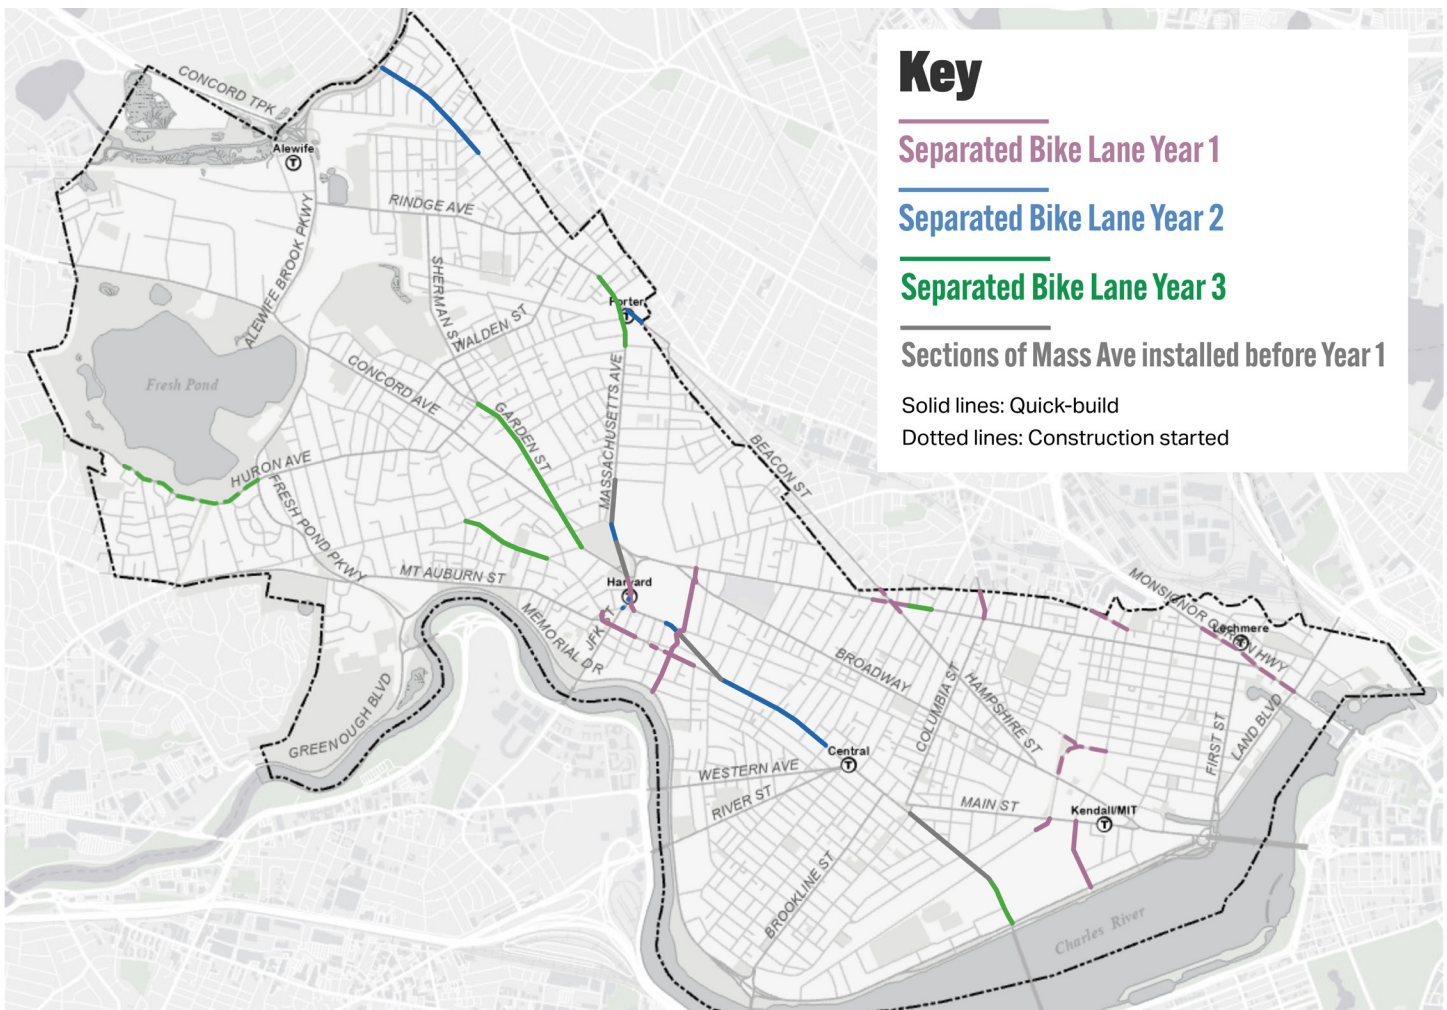 Key
Separated Bike Lane Year 1
Separated Bike Lane Year 2
Separated Bike Lane Year 3
Sections of Mass Ave installed before Year 1
Solid lines: Quick-build
Dotted lines: Construction started
CONCORD TPK
Alewife
T
RINDGE AVE
ALEWIFE BROOK PKWY
SHERMAN S
WALDEN ST
Porter
T
Fresh Pond
CONCORD AVE
MASSACHUSETTS AVE
GARDEN ST
BEACON ST
HURON AVE
FRESH POND PKWY
MT AUBURN ST
Harvard
T
MEMORIAL DR
JFK ST
MONSIGNOR HWY
Lechmere
T
BROADWAY
COLUMBIA ST
HAMPSHIRE ST
GREENOUGH BLVD
FIRST ST
LAND BLVD
Central
T
WESTERN AVE
RIVER ST
MAIN ST
Kendall/MIT
T
BROOKLINE ST
Charles River